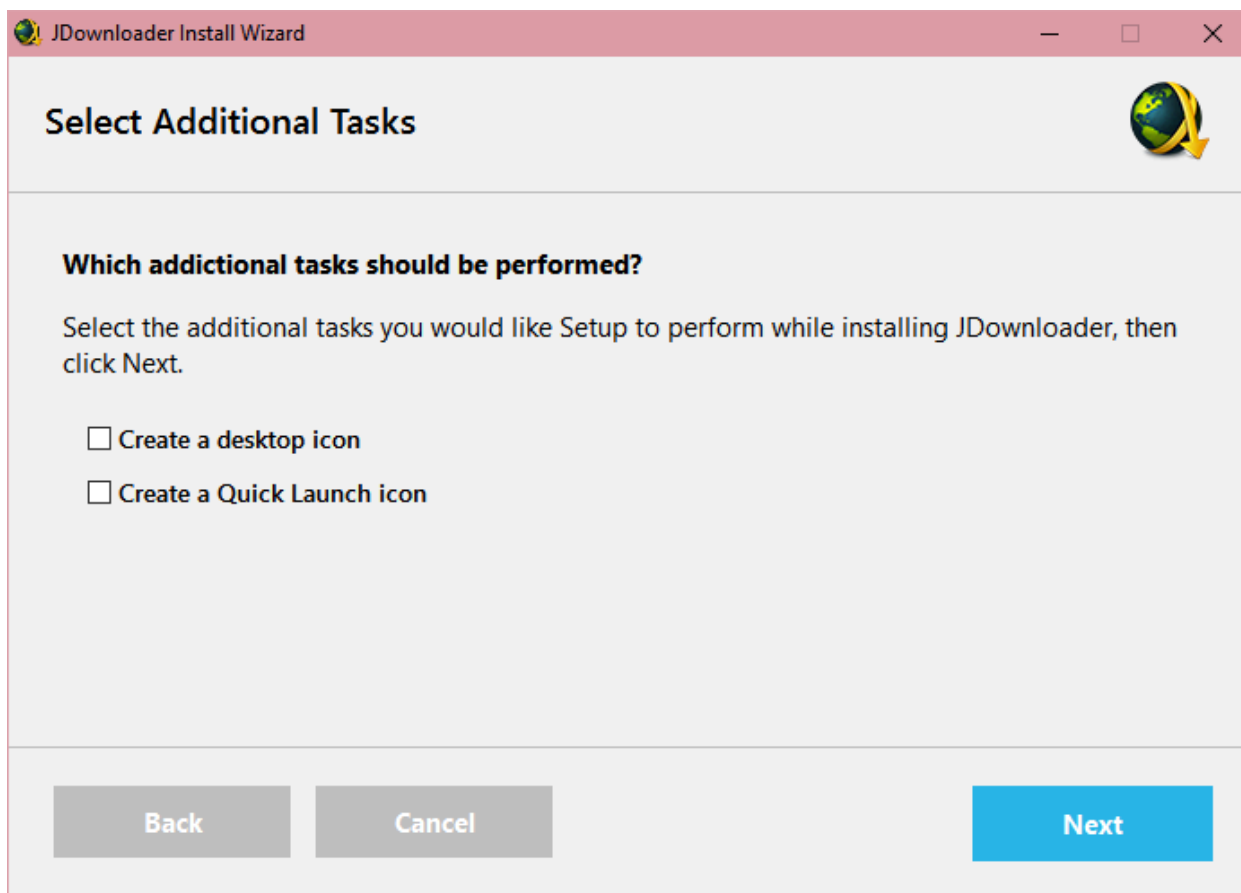 JDownloader Install Wizard
Select Additional Tasks
Which addictional tasks should be performed?
Select the additional tasks you would like Setup to perform while installing JDownloader, then
click Next.
Create a desktop icon
Create a Quick Launch icon
Back
Cancel
Next